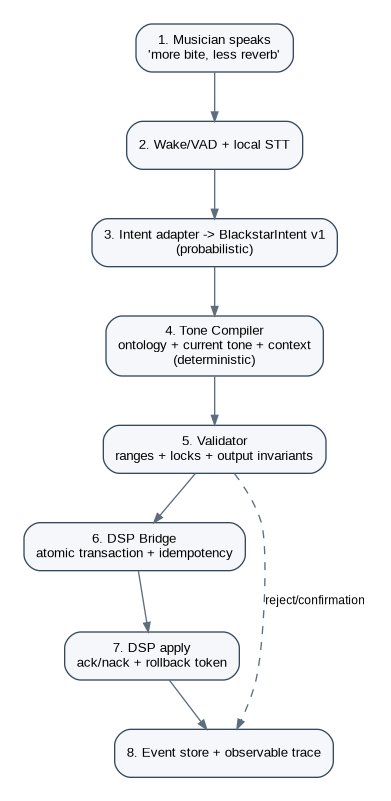 1. Musician speaks
'more bite, less reverb'
2. Wake/VAD + local STT
3. Intent adapter -> BlackstarIntent v1
(probabilistic)
4. Tone Compiler
ontology + current tone + context
(deterministic)
5. Validator
ranges + locks + output invariants
6. DSP Bridge
atomic transaction + idempotency
reject/confirmation
7. DSP apply
ack/nack + rollback token
8. Event store + observable trace